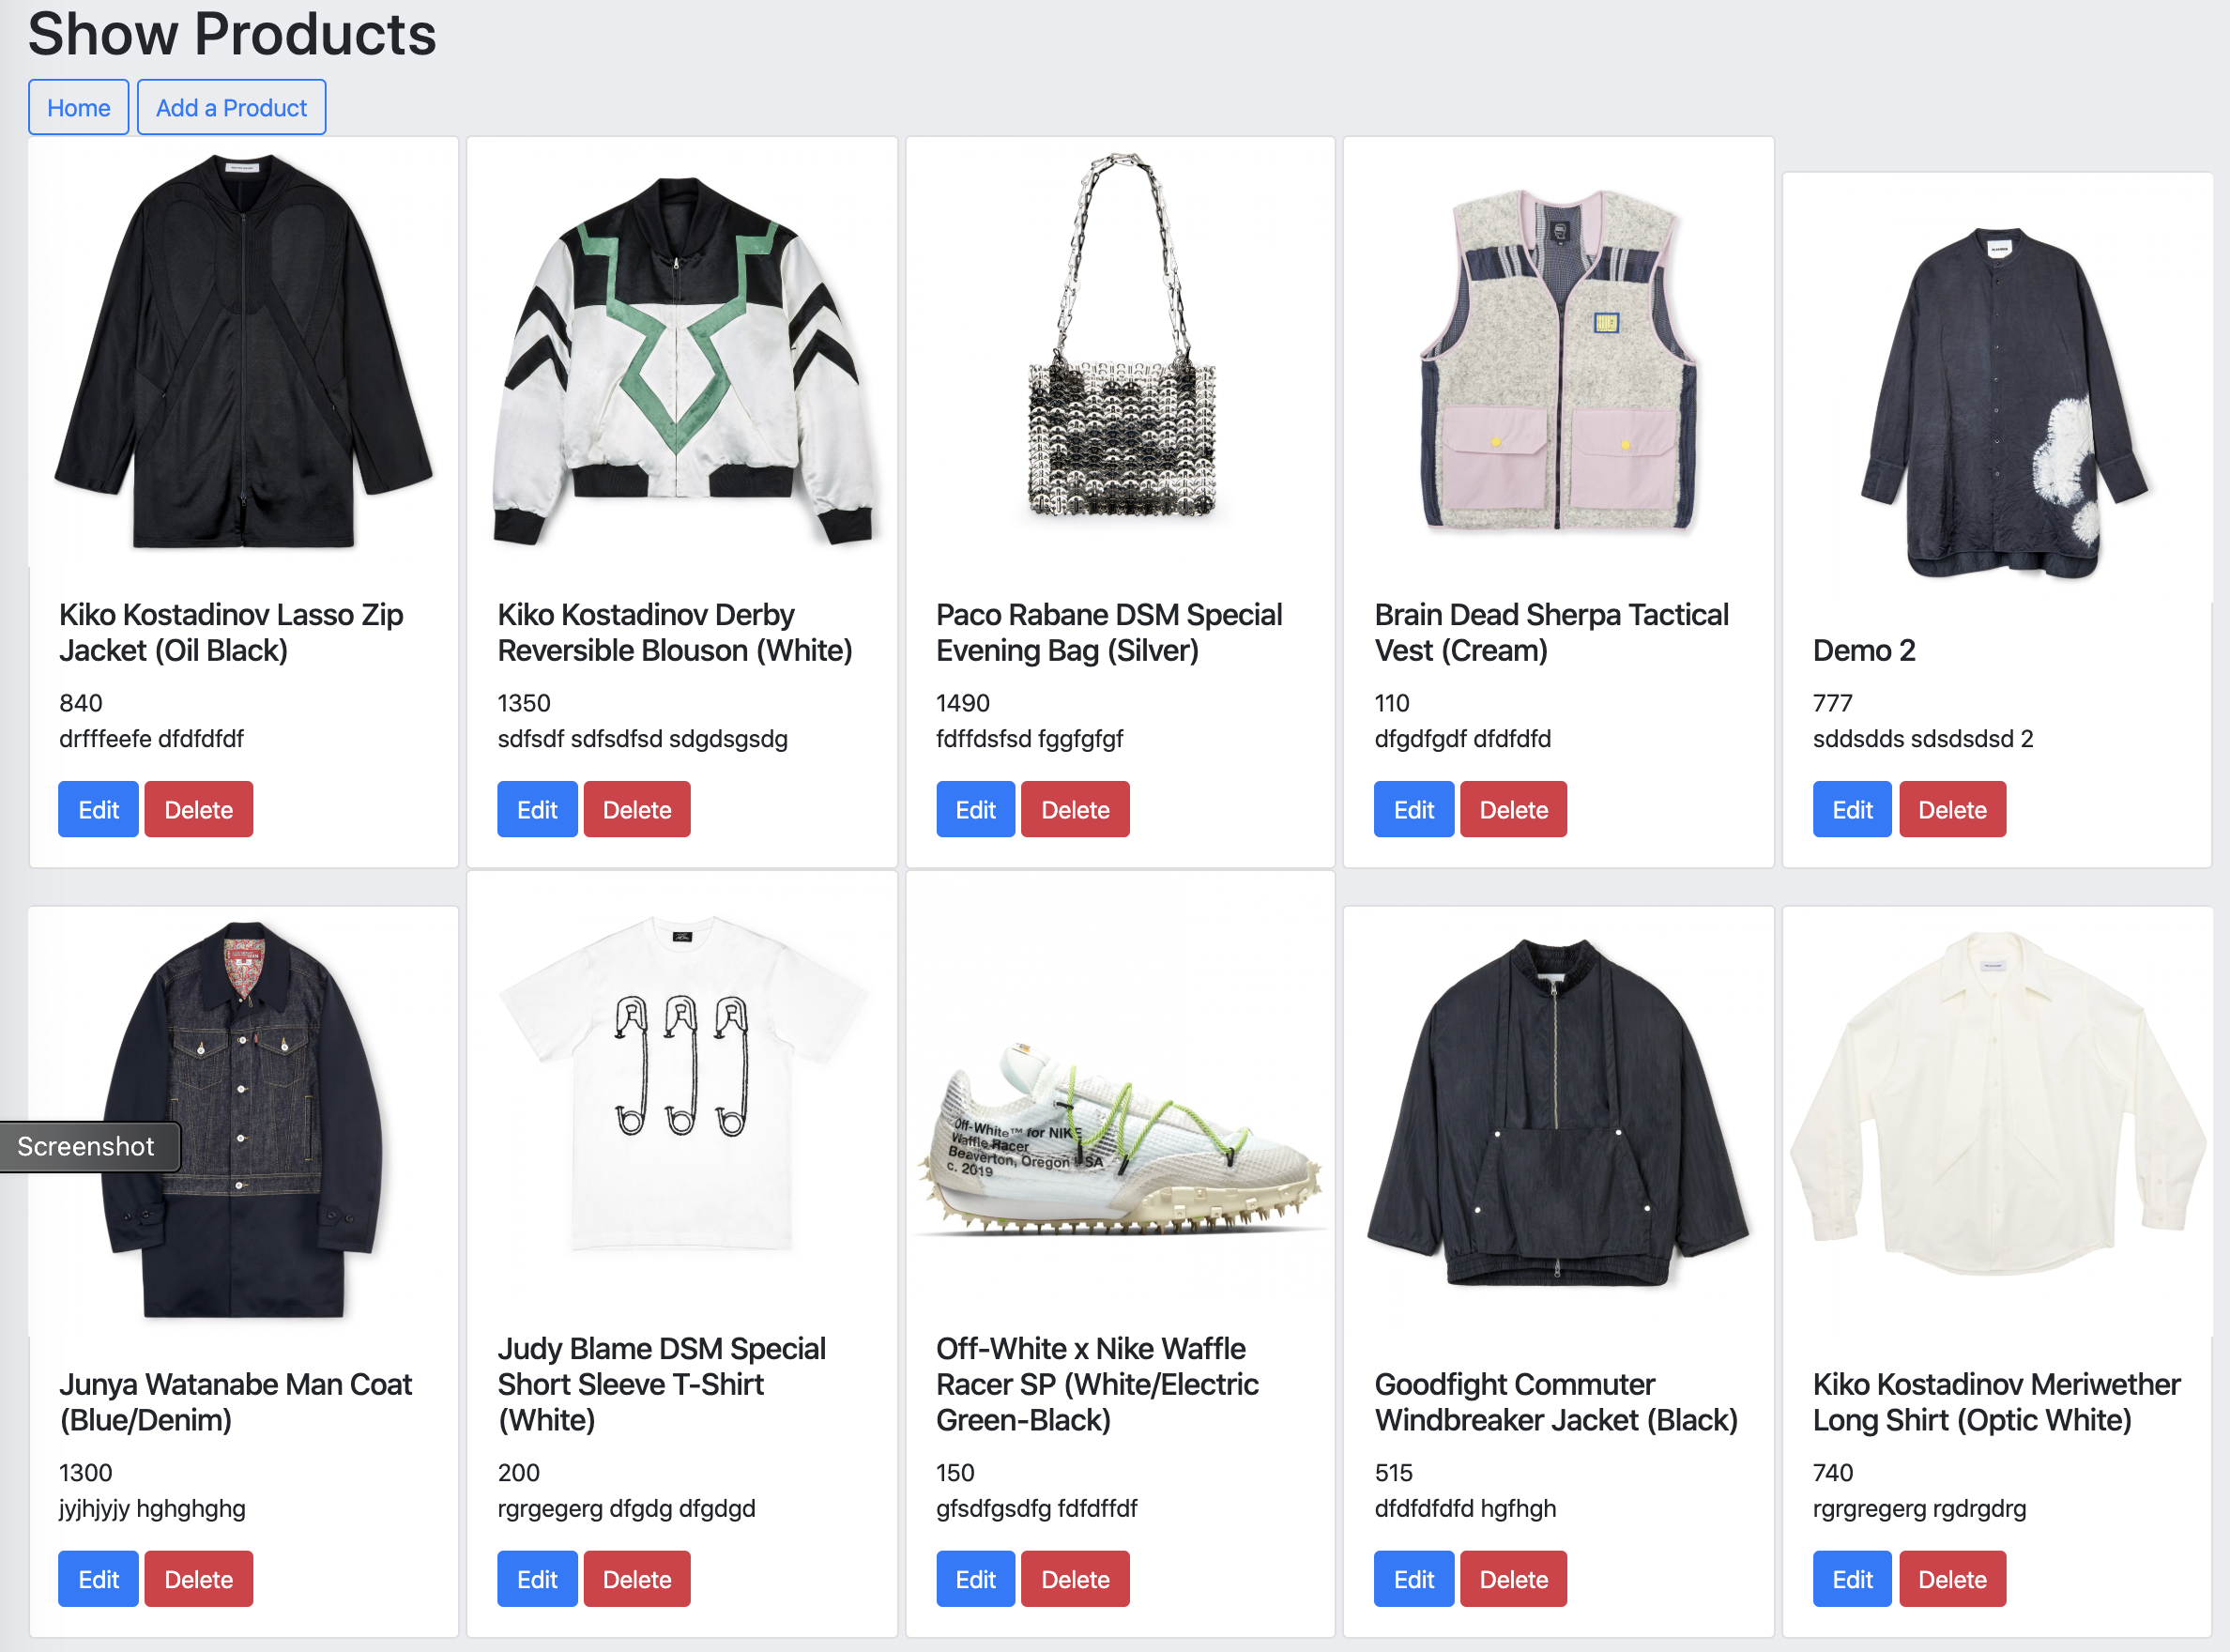 Show Products
Home
Add a Product
Kiko Kostadinov Lasso Zip
Jacket (Oil Black)
840
drfffeefe dfdfdfdf
Edit
Delete
Kiko Kostadinov Derby
Reversible Blouson (White)
1350
sdfsdf sdfsdfsd sdgdsgsdg
Edit
Delete
Paco Rabane DSM Special
Evening Bag (Silver)
1490
fdffdsfsd fggfgfgf
Edit
Delete
Brain Dead Sherpa Tactical
Vest (Cream)
110
dfgdfgdf dfdfdfd
Edit
Delete
Demo 2
777
sddsdds sdsdsdsd 2
Edit
Delete
Screenshot
Junya Watanabe Man Coat
(Blue/Denim)
1300
jyjhjyjy hghghghg
Edit
Delete
Judy Blame DSM Special
Short Sleeve T-Shirt
(White)
200
rgrgegerg dfgdg dfgdgd
Edit
Delete
Off-White™ for NIKE
Waffle Racer
Beaverton, Oregon USA
c. 2019
Off-White x Nike Waffle
Racer SP (White/Electric
Green-Black)
150
gfsdfgsdfg fdfdffdf
Edit
Delete
Goodfight Commuter
Windbreaker Jacket (Black)
515
dfdfdfdfd hgfhgh
Edit
Delete
Kiko Kostadinov Meriwether
Long Shirt (Optic White)
740
rgrgregerg rgdrgdrg
Edit
Delete